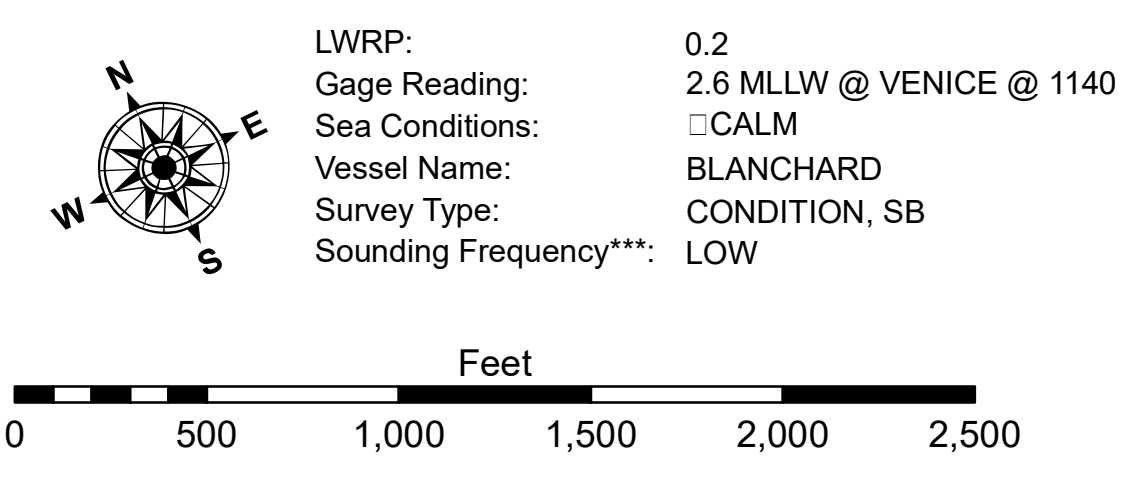 N
E
W
S
LWRP: 0.2
Gage Reading: 2.6 MLLW @ VENICE @ 1140
Sea Conditions: □CALM
Vessel Name: BLANCHARD
Survey Type: CONDITION, SB
Sounding Frequency***: LOW
Feet
0 500 1,000 1,500 2,000 2,500